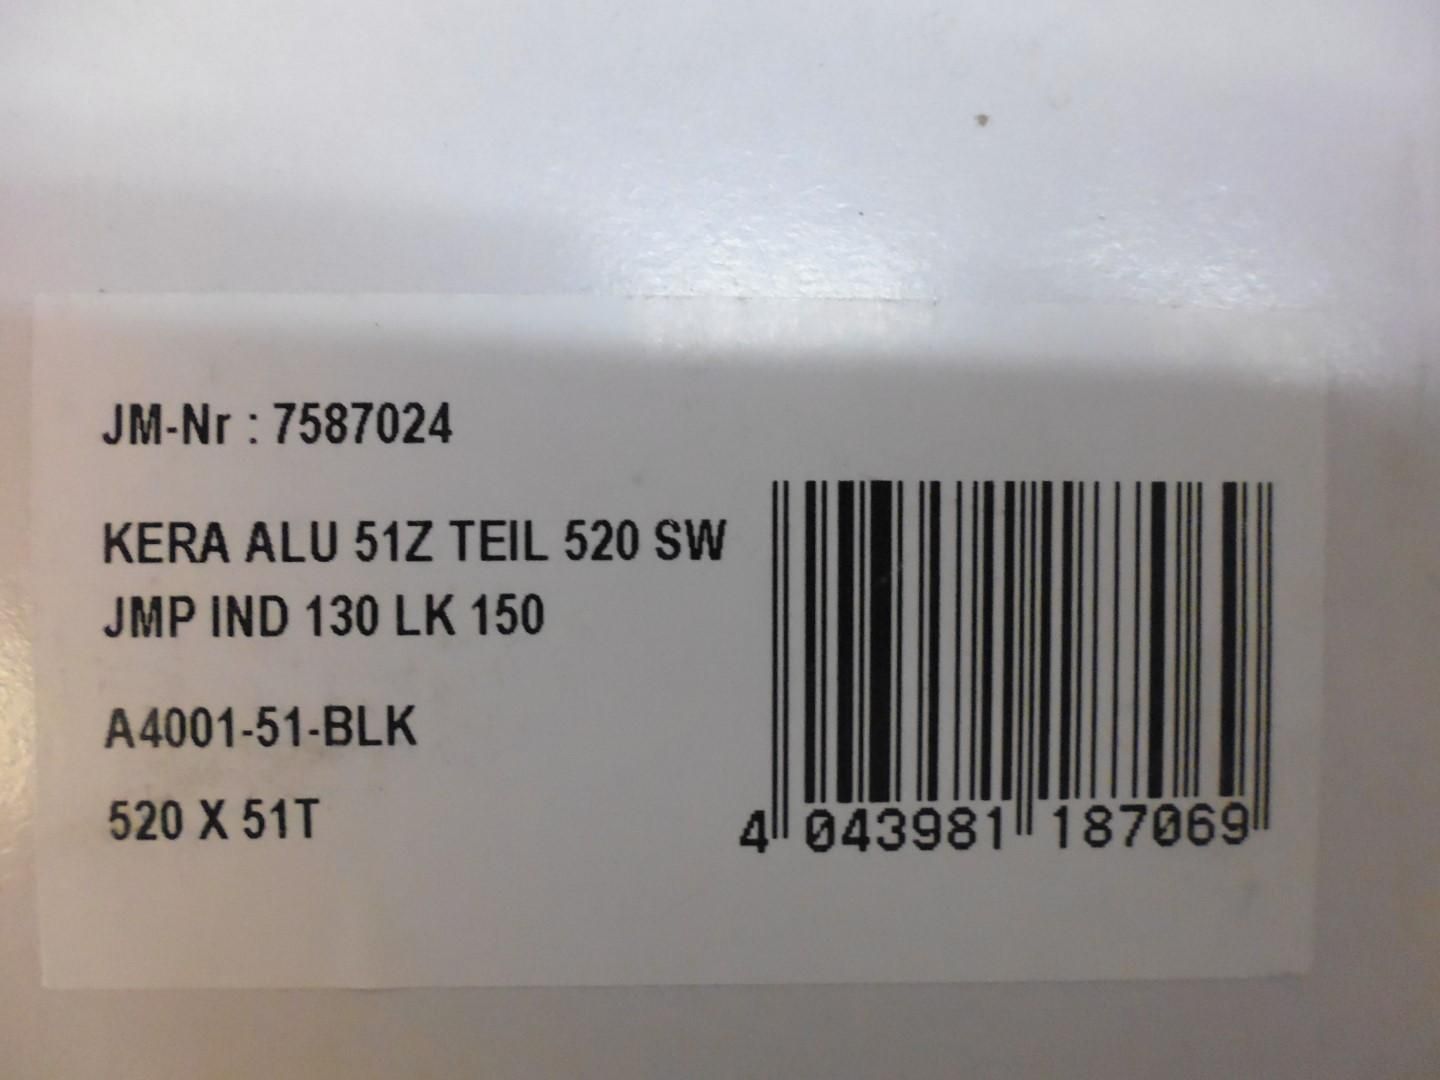 JM-Nr : 7587024
KERA ALU 51Z TEIL 520 SW
JMP IND 130 LK 150
A4001-51-BLK
520 X 51T
4 043981 187069